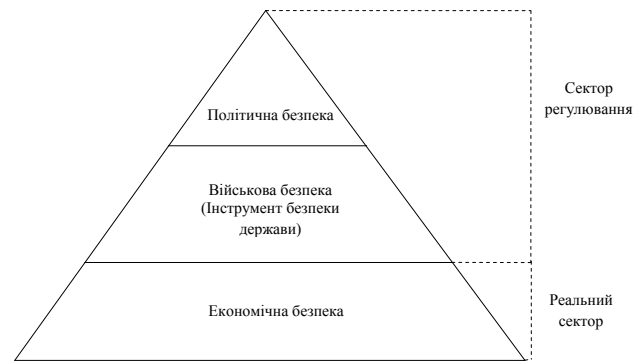 Сектор
регулювання
Політична безпека
Військова безпека
(Інструмент безпеки
держави)
Економічна безпека
Реальний
сектор